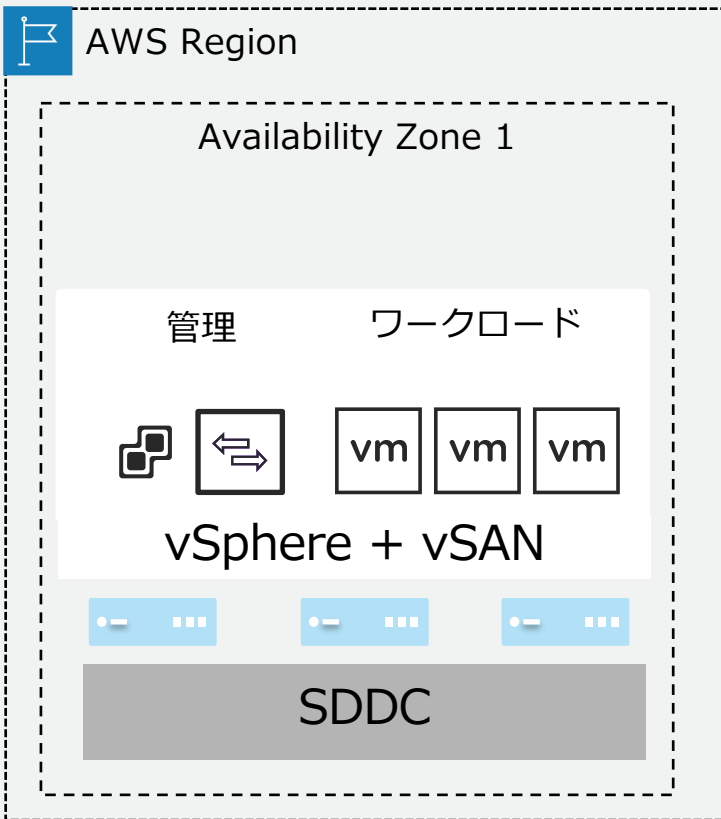 AWS Region
Availability Zone 1
管理 ワークロード
vm vm vm
vSphere + vSAN
SDDC